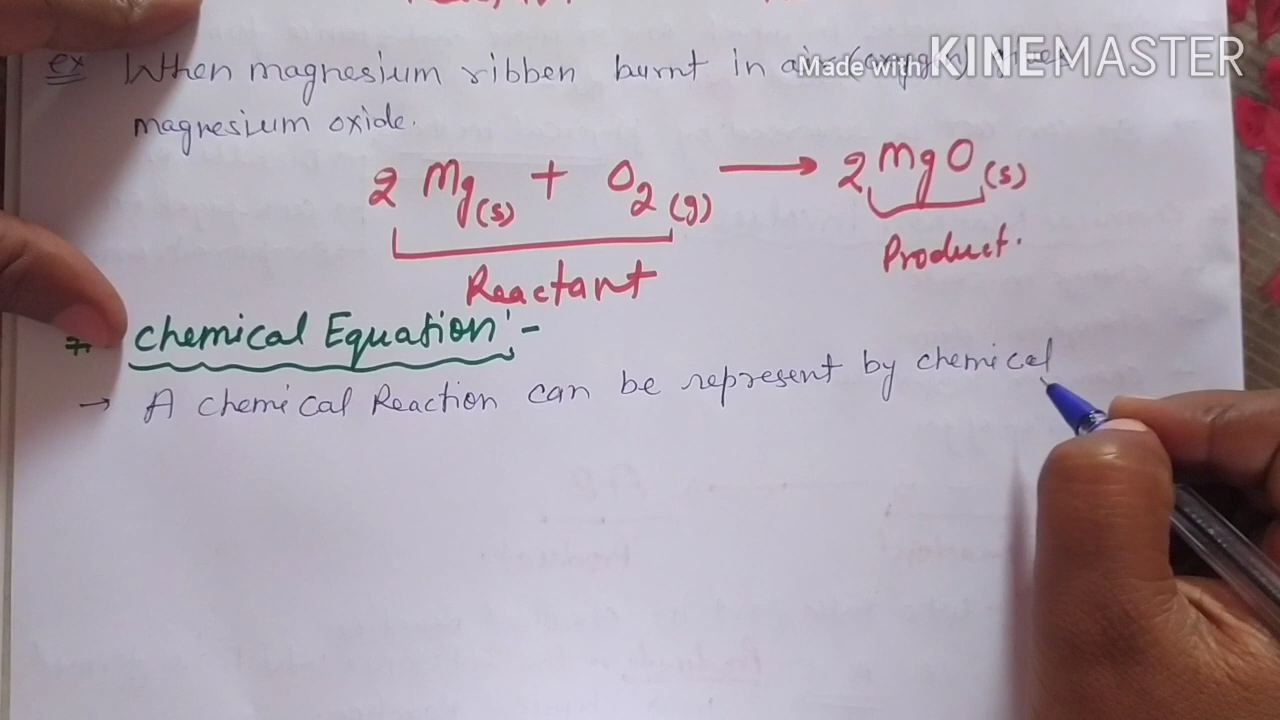 ex When magnesium ribben burnt in air
Made with KINEMASTER
magnesium oxide.
2 Mg(s) + O2(g) → 2 MgO(s)
Reactant Product.
Chemical Equation:-
→ A chemical Reaction can be represent by chemical